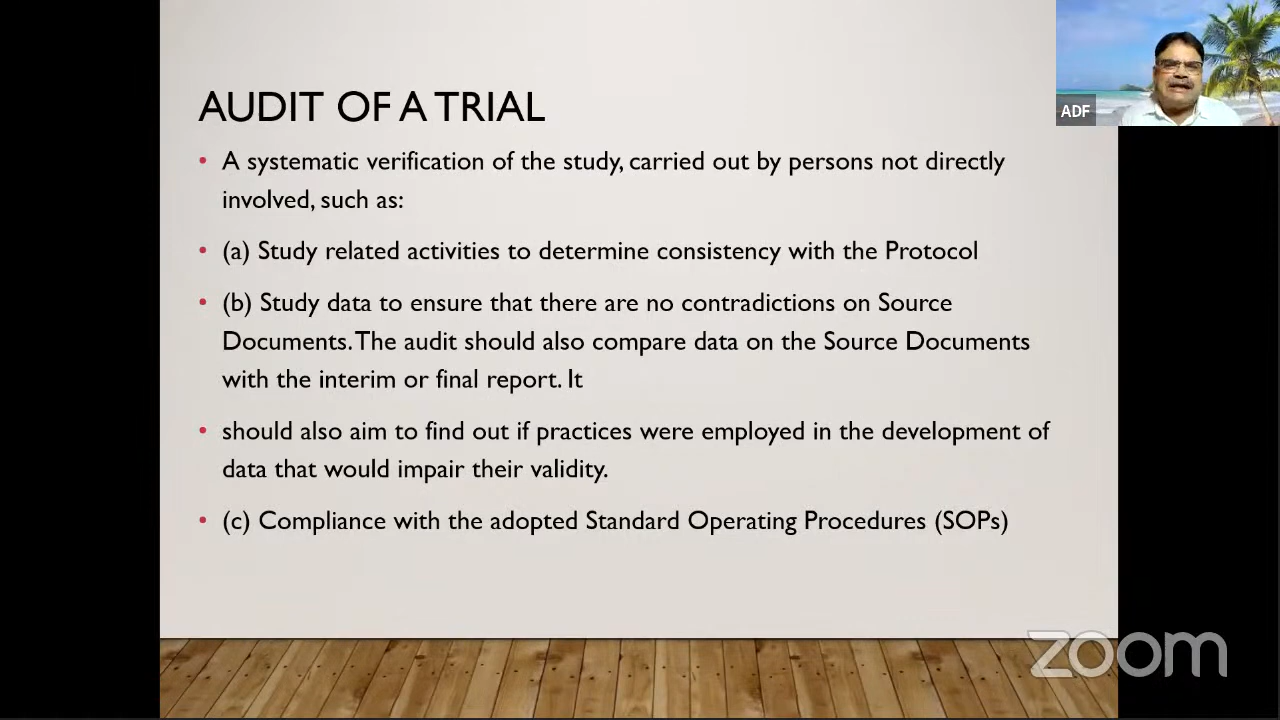 AUDIT OF A TRIAL
• A systematic verification of the study, carried out by persons not directly
involved, such as:
• (a) Study related activities to determine consistency with the Protocol
• (b) Study data to ensure that there are no contradictions on Source
Documents. The audit should also compare data on the Source Documents
with the interim or final report. It
• should also aim to find out if practices were employed in the development of
data that would impair their validity.
• (c) Compliance with the adopted Standard Operating Procedures (SOPs)
ADF
zoom